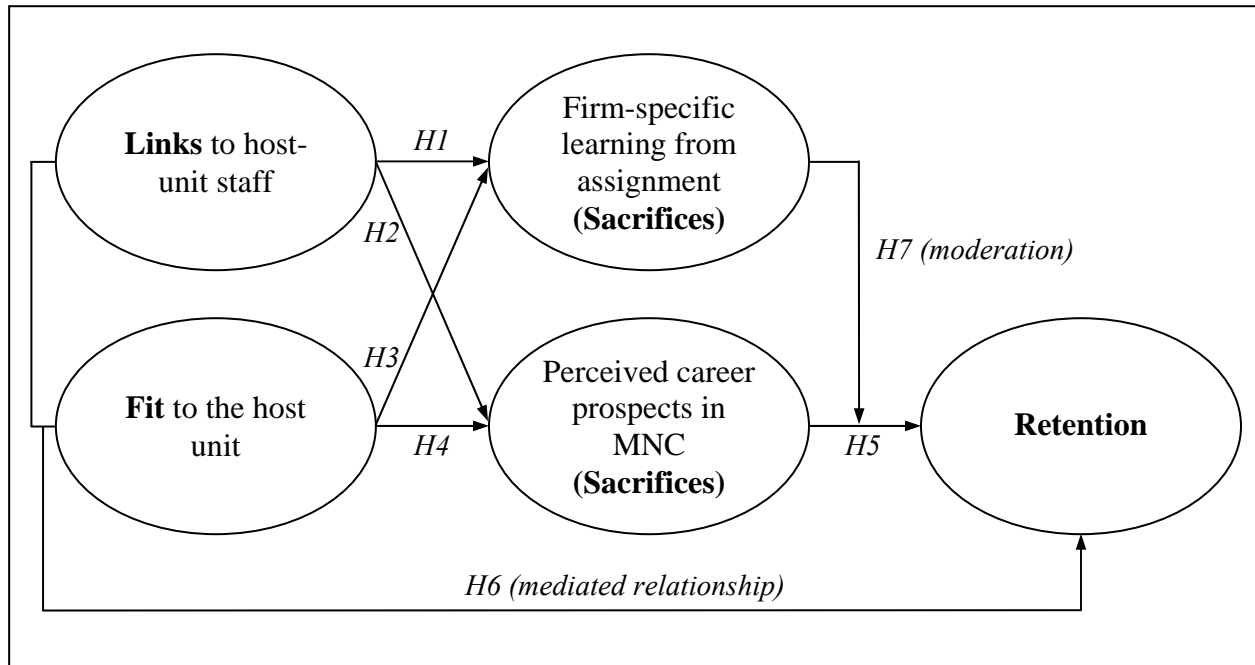 Links to host-
unit staff
H1
H2
Firm-specific
learning from
assignment
(Sacrifices)
H7 (moderation)
Fit to the host
unit
H3
H4
Perceived career
prospects in
MNC
(Sacrifices)
H5
Retention
H6 (mediated relationship)